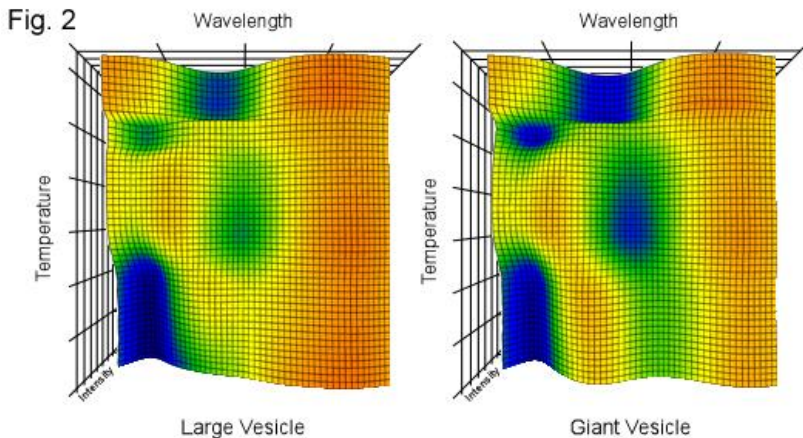 Fig. 2
Wavelength
Wavelength
Temperature
Temperature
Intensity
Intensity
Large Vesicle
Giant Vesicle